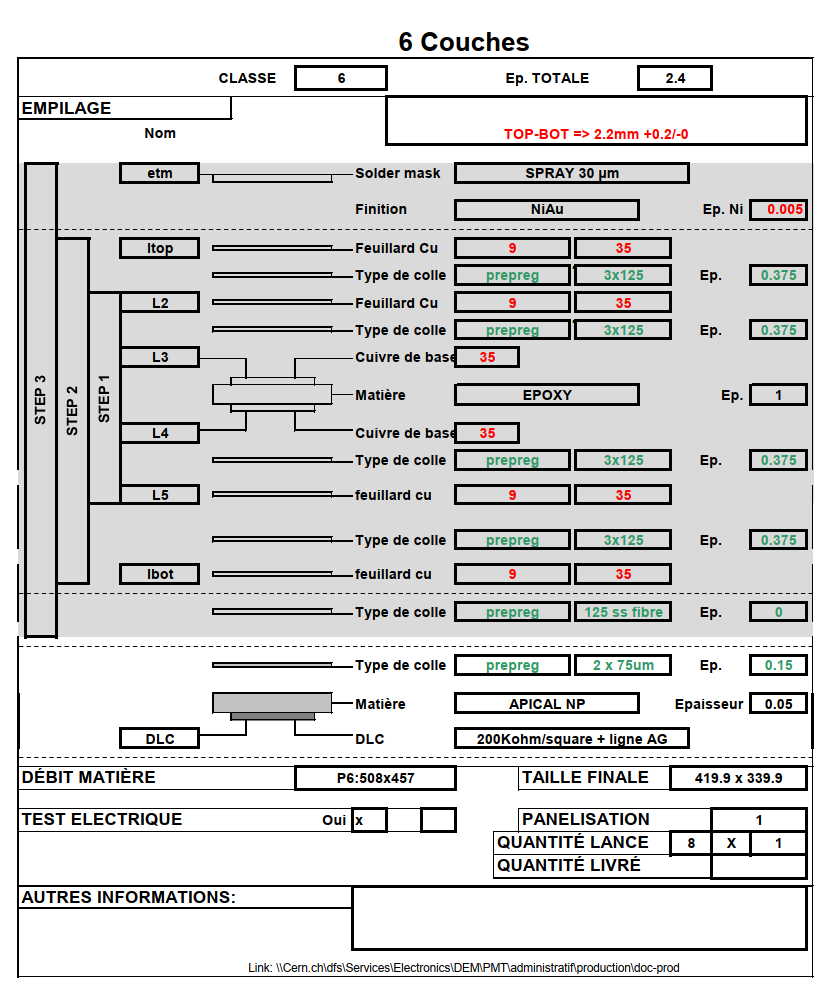 6 Couches
CLASSE 6 Ep. TOTALE 2.4
EMPILAGE
Nom TOP-BOT => 2.2mm +0.2/-0
etm Solder mask SPRAY 30 µm
Finition NiAu Ep. Ni 0.005
ltop Feuillard Cu 9 35
Type de colle prepreg 3x125 Ep. 0.375
L2 Feuillard Cu 9 35
Type de colle prepreg 3x125 Ep. 0.375
L3 Cuivre de base 35
STEP 3
STEP 2
STEP 1
Matière EPOXY Ep. 1
L4 Cuivre de base 35
Type de colle prepreg 3x125 Ep. 0.375
L5 feuillard cu 9 35
Type de colle prepreg 3x125 Ep. 0.375
lbot feuillard cu 9 35
Type de colle prepreg 125 ss fibre Ep. 0
Type de colle prepreg 2 x 75um Ep. 0.15
Matière APICAL NP Epaisseur 0.05
DLC DLC 200Kohm/square + ligne AG
DÉBIT MATIÈRE P6:508x457 TAILLE FINALE 419.9 x 339.9
TEST ELECTRIQUE Oui x PANELISATION 1
QUANTITÉ LANCE 8 X 1
QUANTITÉ LIVRÉ
AUTRES INFORMATIONS:
Link: \\Cern.ch\dfs\Services\Electronics\DEM\PMT\administratif\production\doc-prod